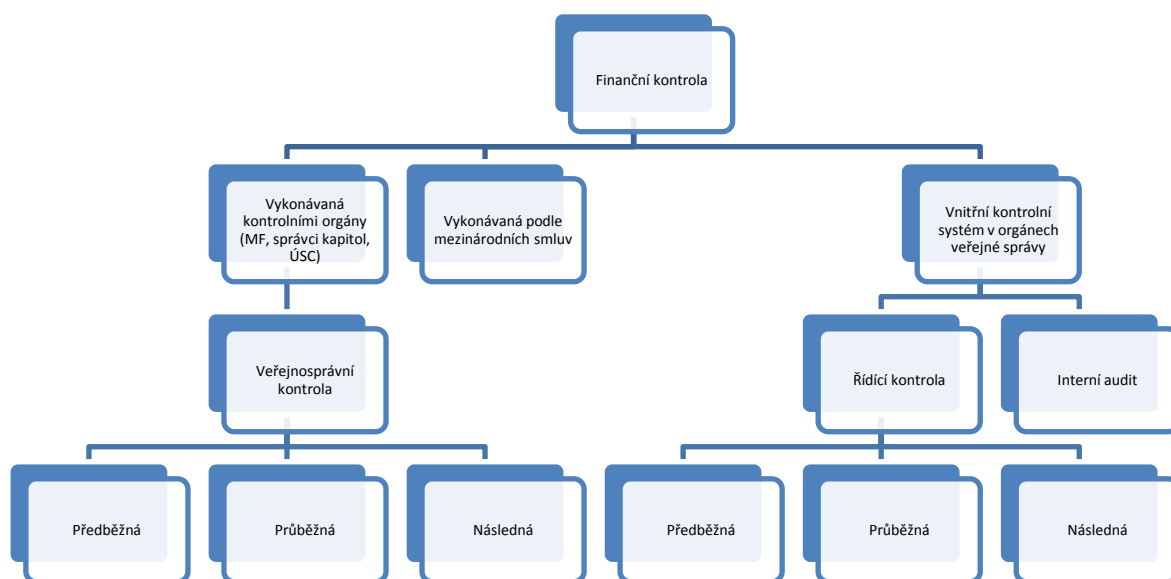 Finanční kontrola
Vykonávaná
kontrolními orgány
(MF, správci kapitol,
ÚSC)
Vykonávaná podle
mezinárodních smluv
Vnitřní kontrolní
systém v orgánech
veřejné správy
Veřejnosprávní
kontrola
Řídící kontrola
Interní audit
Předběžná
Průběžná
Následná
Předběžná
Průběžná
Následná